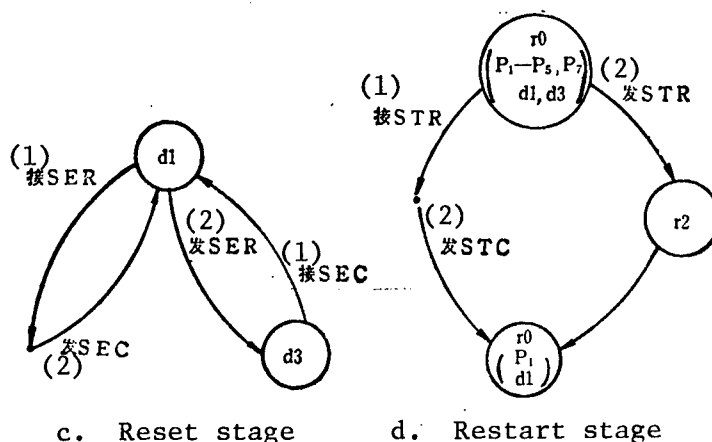 (1)
接SER
d1
(2)
发SER
(1)
接SEC
发SEC
(2)
d3
c. Reset stage
r0
(P₁—P₅, P₇
d1, d3)
(1)
接STR
(2)
发STR
(2)
发STC
r2
r0
(P₁
d1)
d. Restart stage